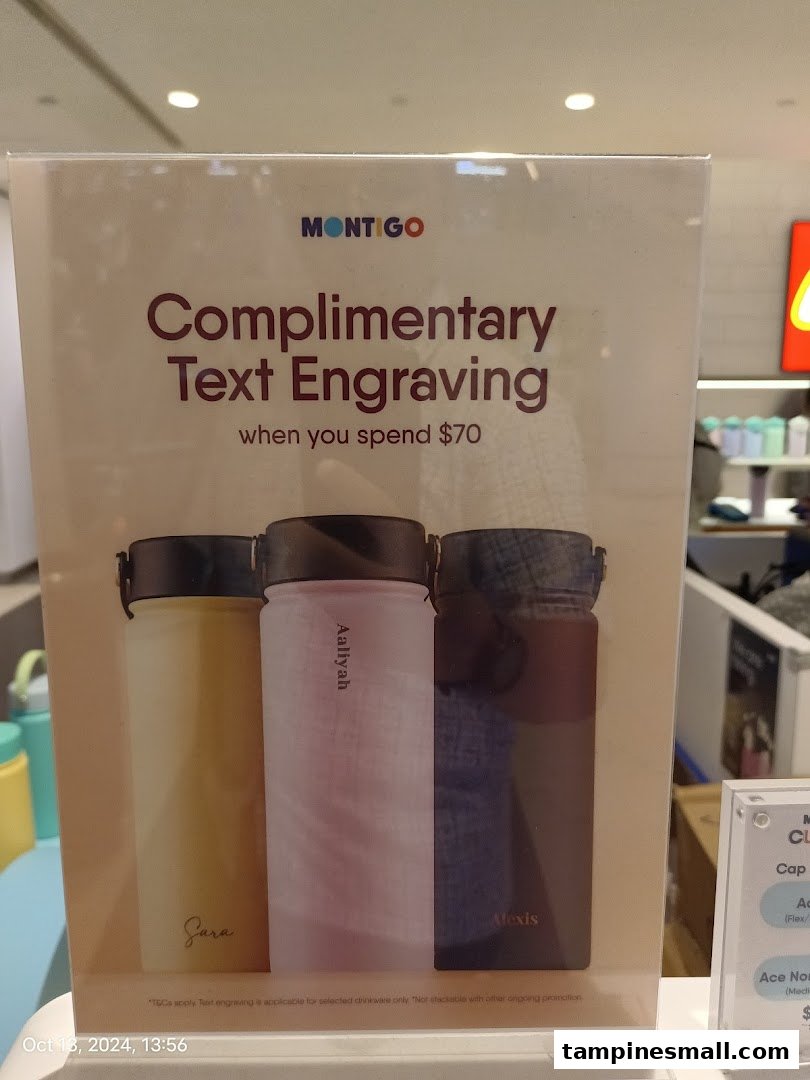 MONTIGO
Complimentary
Text Engraving
when you spend $70
Aaliyah
Sara
Alexis
*T&Cs apply. Text engraving is applicable for selected drinkware only. *Not stackable with other ongoing promotion.
Cap
Ace Nor
Oct 13, 2024, 13:56
tampinesmall.com